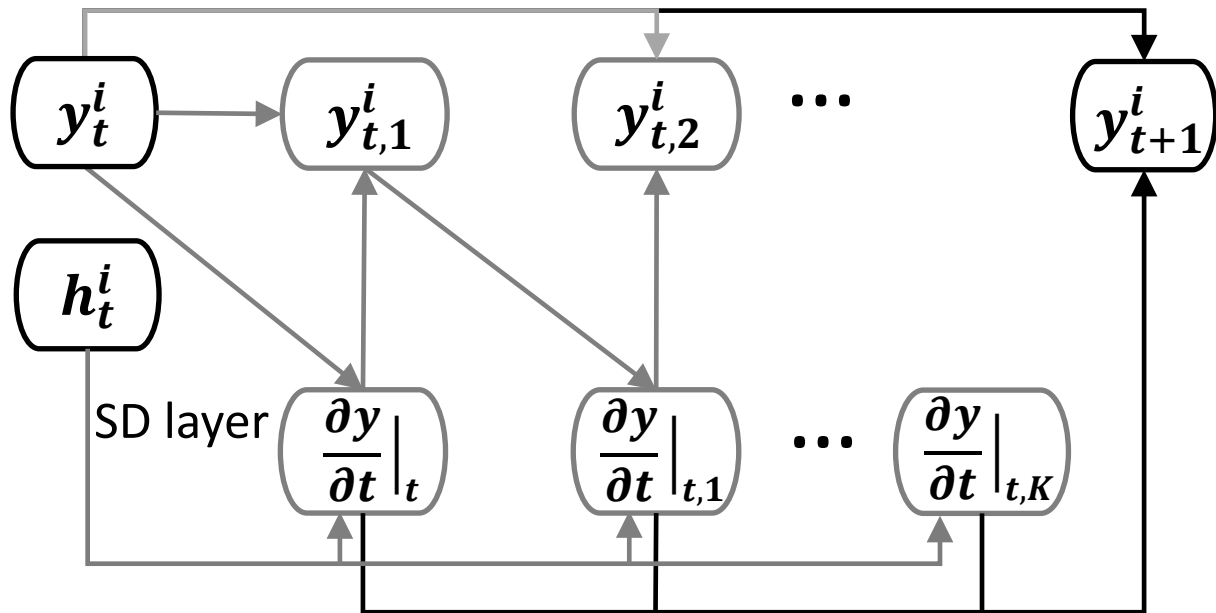 y_t^i y_{t,1}^i y_{t,2}^i ... y_{t+1}^i
h_t^i
SD layer
∂y/∂t|_t ∂y/∂t|_{t,1} ... ∂y/∂t|_{t,K}